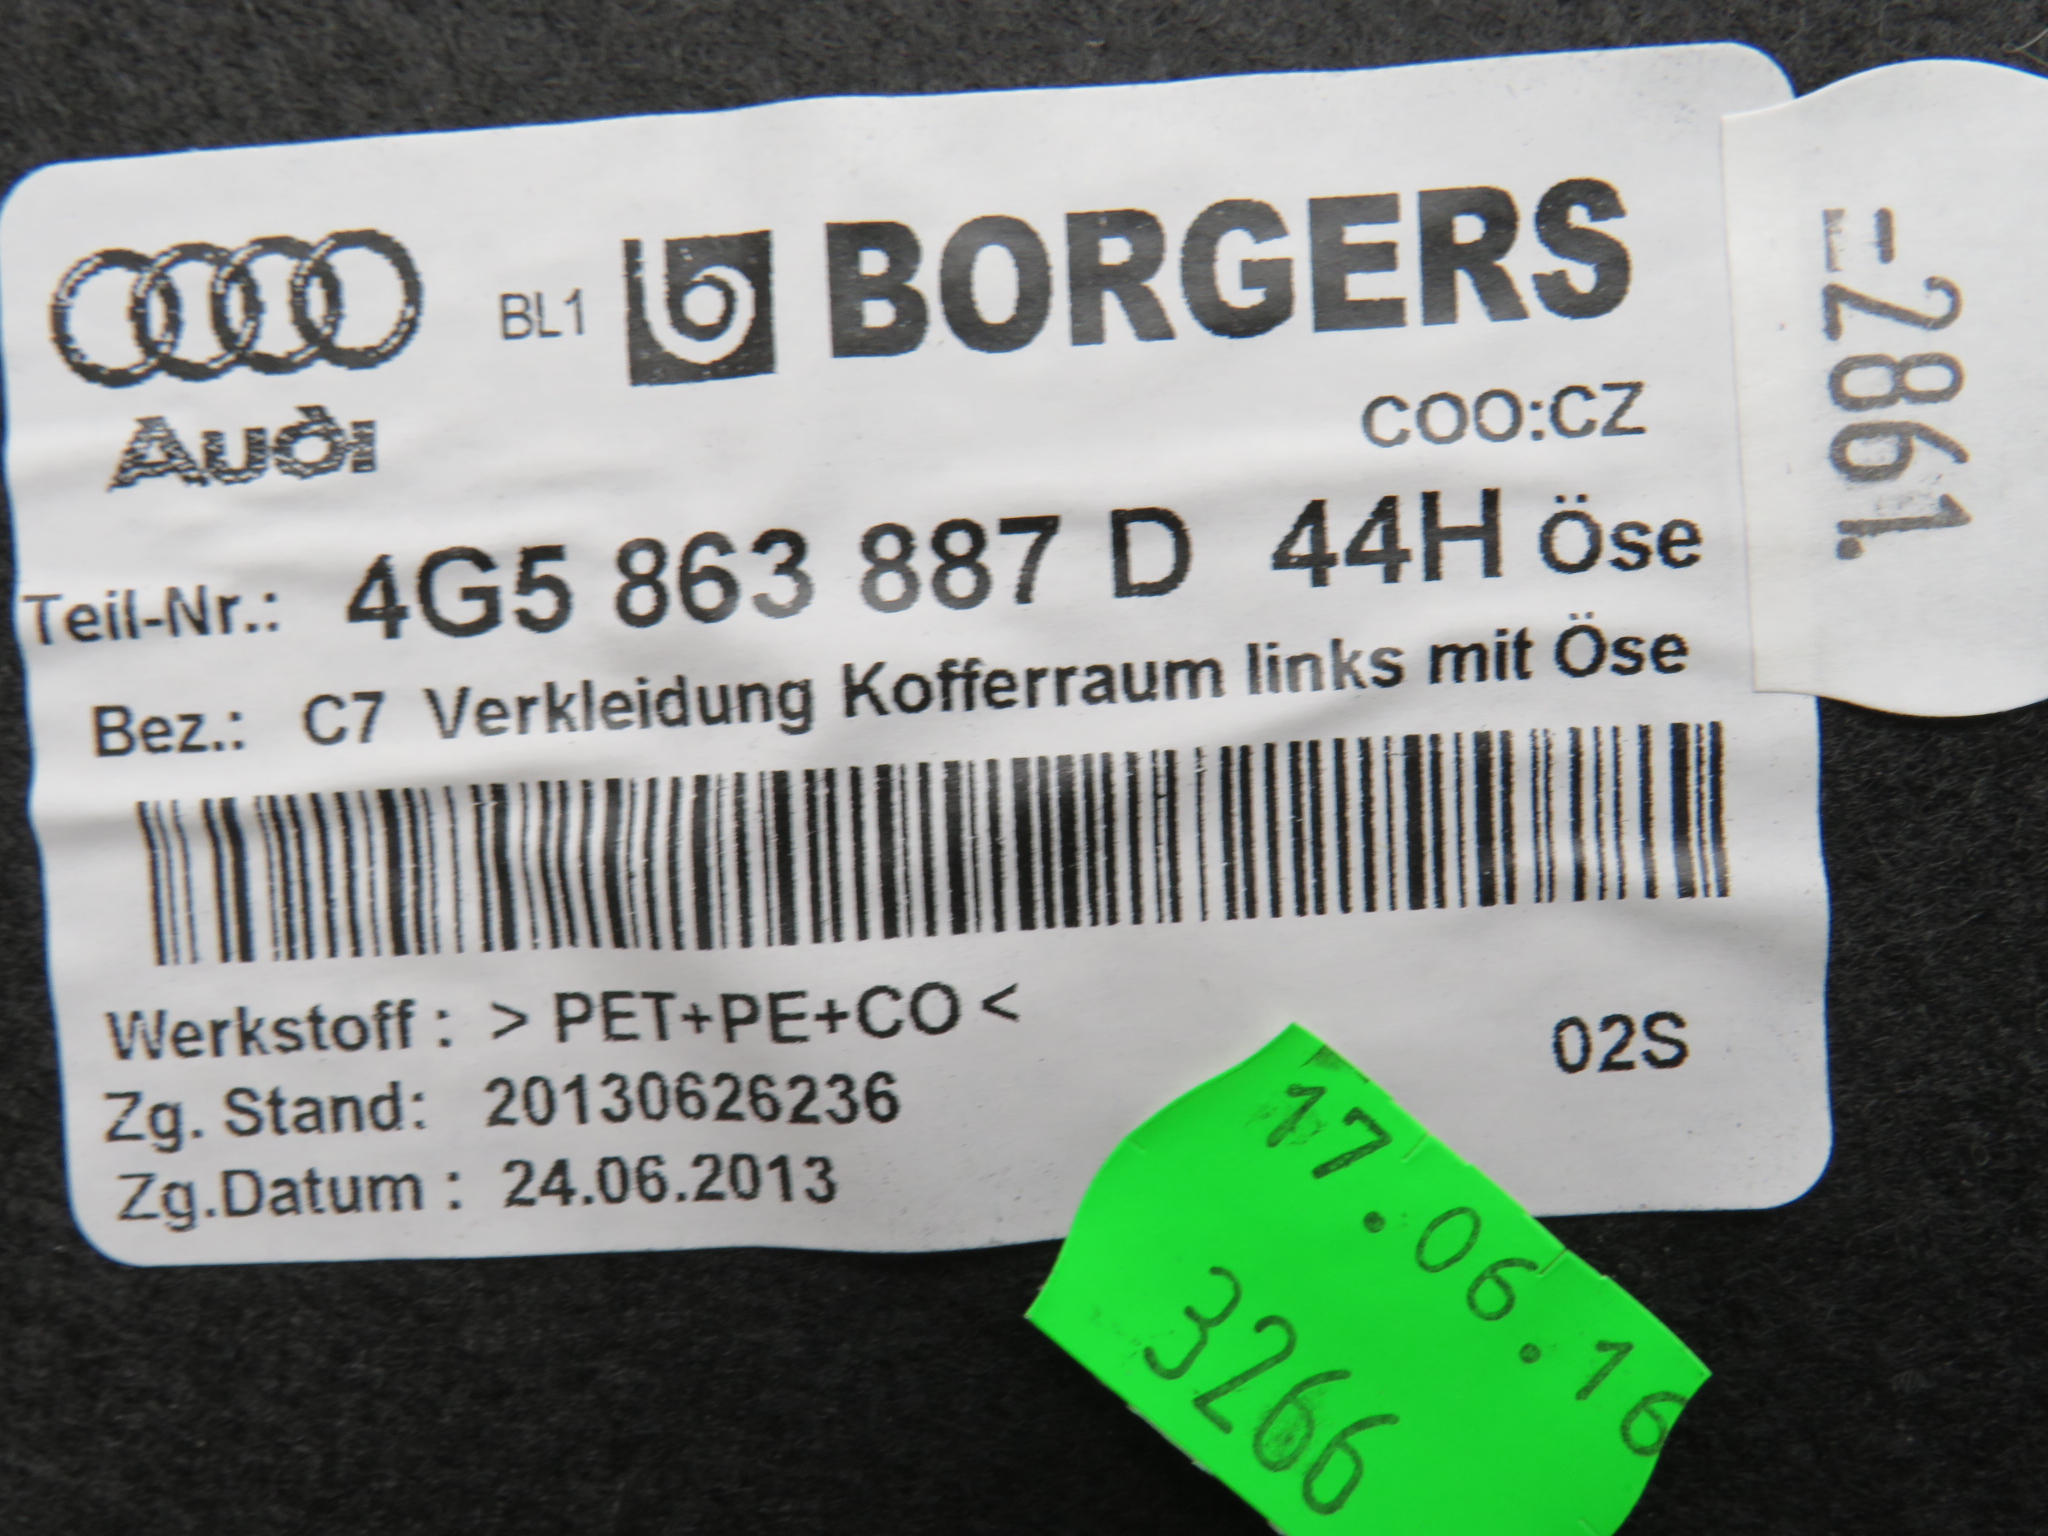 Audi
BL1 BORGERS
COO:CZ
Teil-Nr.: 4G5 863 887 D 44H Öse
Bez.: C7 Verkleidung Kofferraum links mit Öse
Werkstoff : > PET+PE+CO <
02S
Zg. Stand: 20130626236
Zg.Datum : 24.06.2013
=2861.
17.06.16
3266